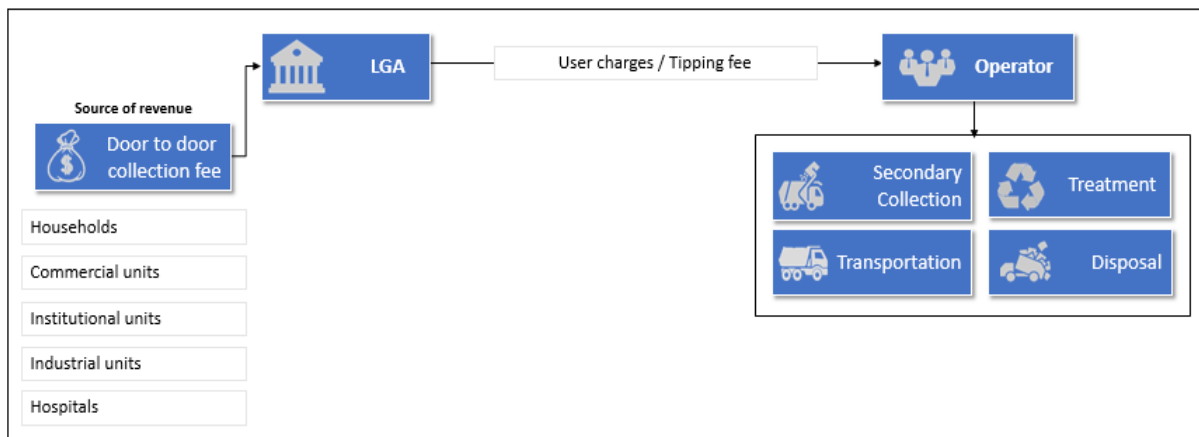 LGA
User charges / Tipping fee
Operator
Source of revenue
Door to door
collection fee
$
Households
Commercial units
Institutional units
Industrial units
Hospitals
Secondary
Collection
Treatment
Transportation
Disposal